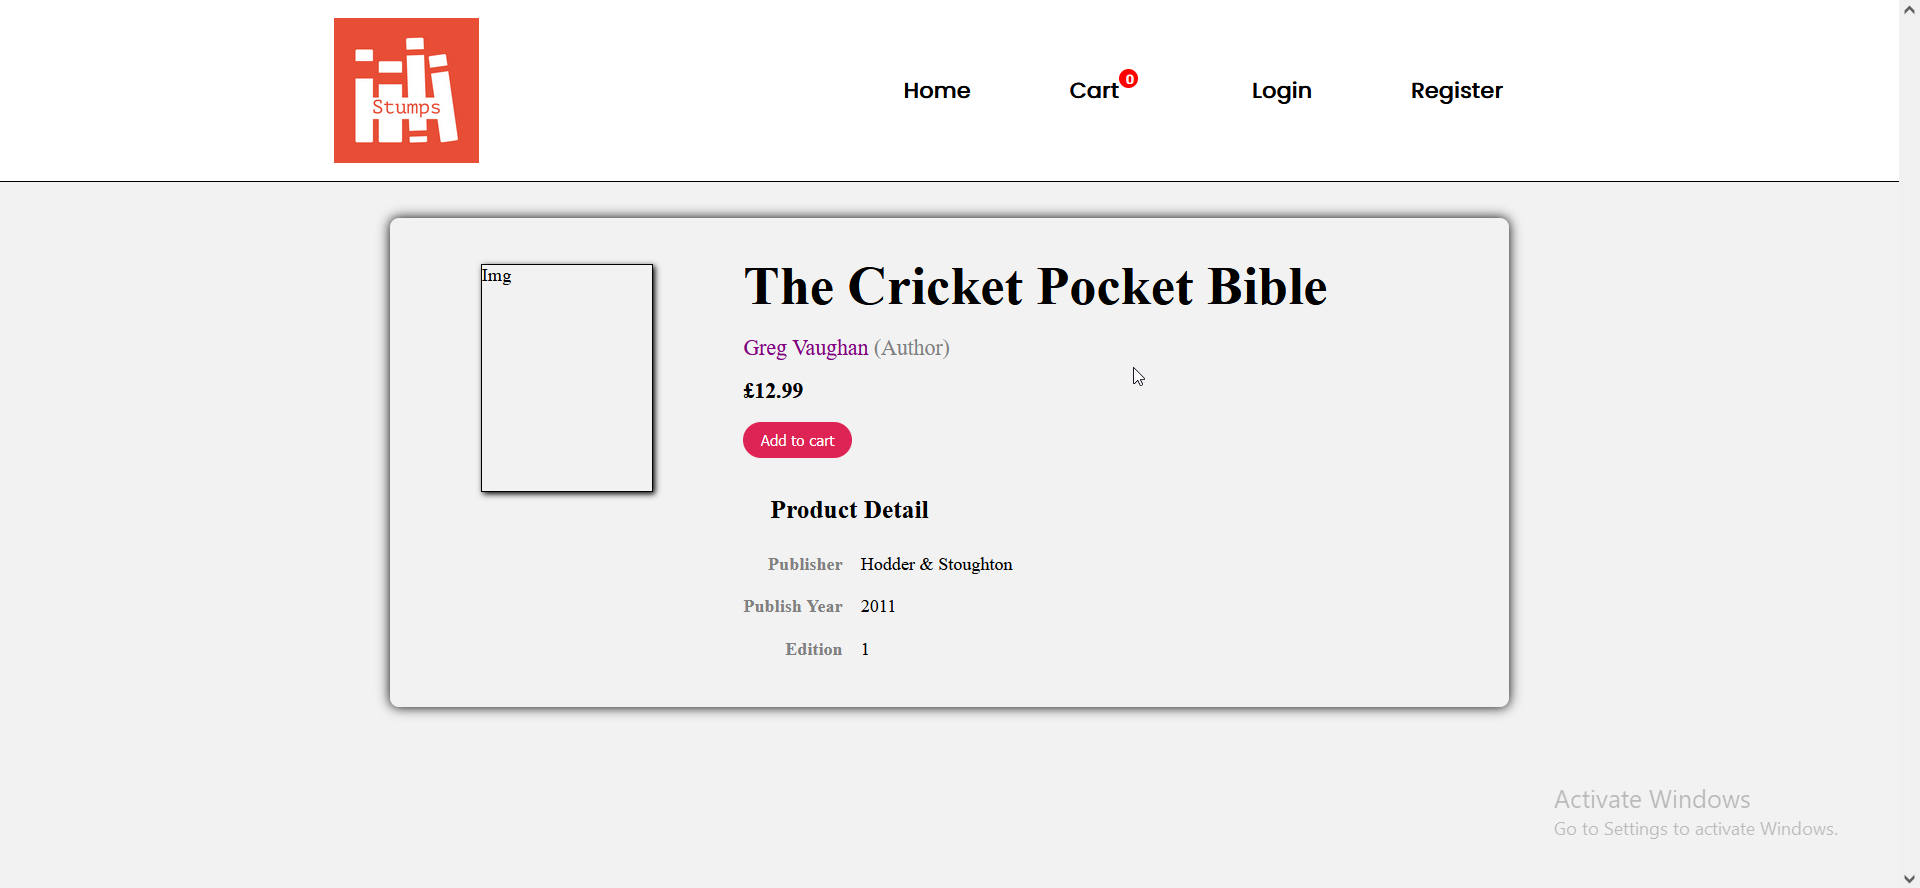 Stumps
Home Cart 0 Login Register
Img
The Cricket Pocket Bible
Greg Vaughan (Author)
£12.99
Add to cart
Product Detail
Publisher Hodder & Stoughton
Publish Year 2011
Edition 1
Activate Windows
Go to Settings to activate Windows.